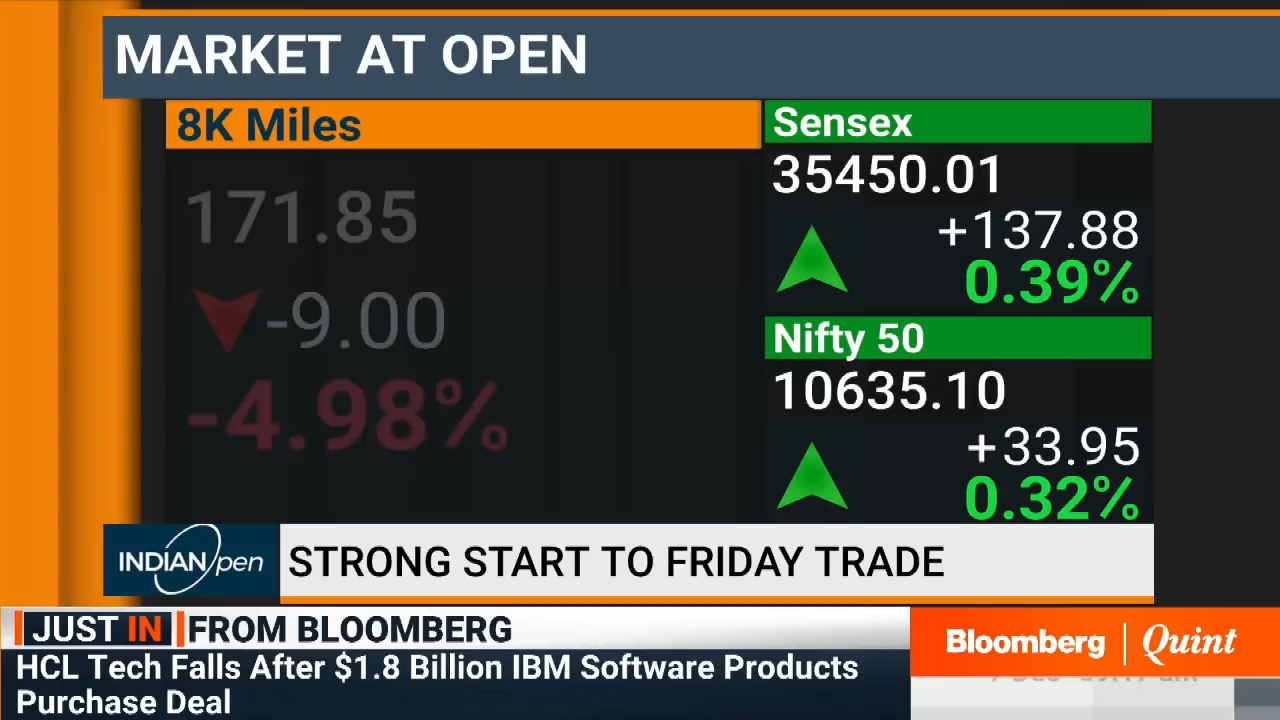 MARKET AT OPEN
8K Miles
171.85
-9.00
-4.98%
Sensex
35450.01
+137.88
0.39%
Nifty 50
10635.10
+33.95
0.32%
INDIAN Open
STRONG START TO FRIDAY TRADE
JUST IN FROM BLOOMBERG
HCL Tech Falls After $1.8 Billion IBM Software Products
Purchase Deal
Bloomberg | Quint